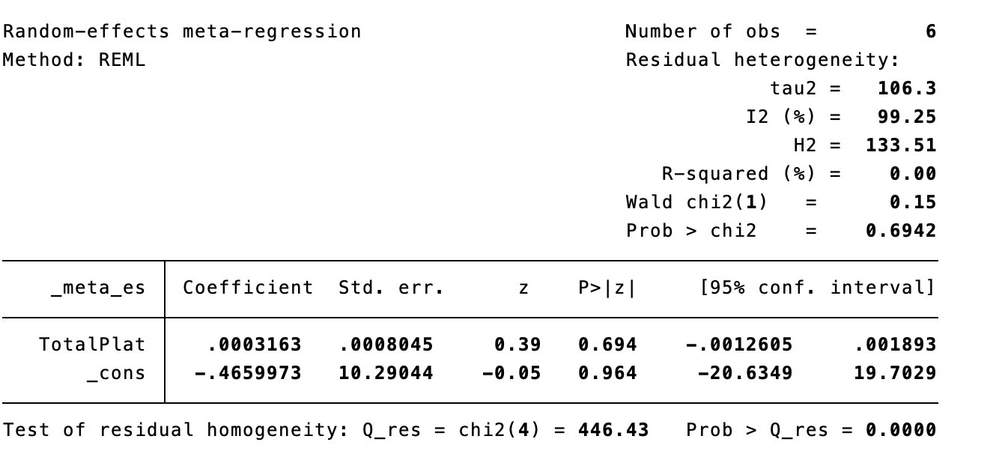 Random-effects meta-regression Number of obs = 6
Method: REML Residual heterogeneity:
tau2 = 106.3
I2 (%) = 99.25
H2 = 133.51
R-squared (%) = 0.00
Wald chi2(1) = 0.15
Prob > chi2 = 0.6942
_meta_es Coefficient Std. err. z P>|z| [95% conf. interval]
TotalPlat .0003163 .0008045 0.39 0.694 -.0012605 .001893
_cons -.4659973 10.29044 -0.05 0.964 -20.6349 19.7029
Test of residual homogeneity: Q_res = chi2(4) = 446.43 Prob > Q_res = 0.0000